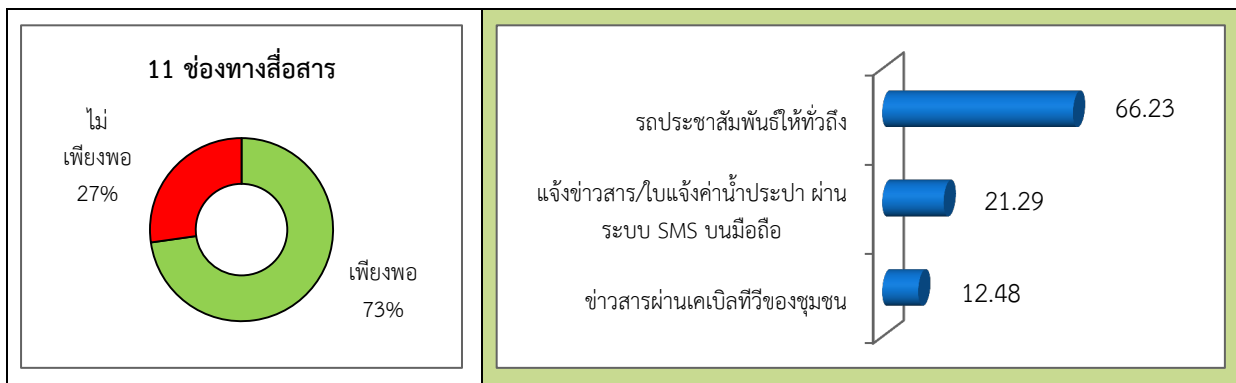 11 ช่องทางสื่อสาร
ไม่
เพียงพอ
27%
เพียงพอ
73%
รถประชาสัมพันธ์ให้ทั่วถึง
66.23
แจ้งข่าวสาร/ใบแจ้งค่าน้ำประปา ผ่าน
ระบบ SMS บนมือถือ
21.29
ข่าวสารผ่านเคเบิลทีวีของชุมชน
12.48